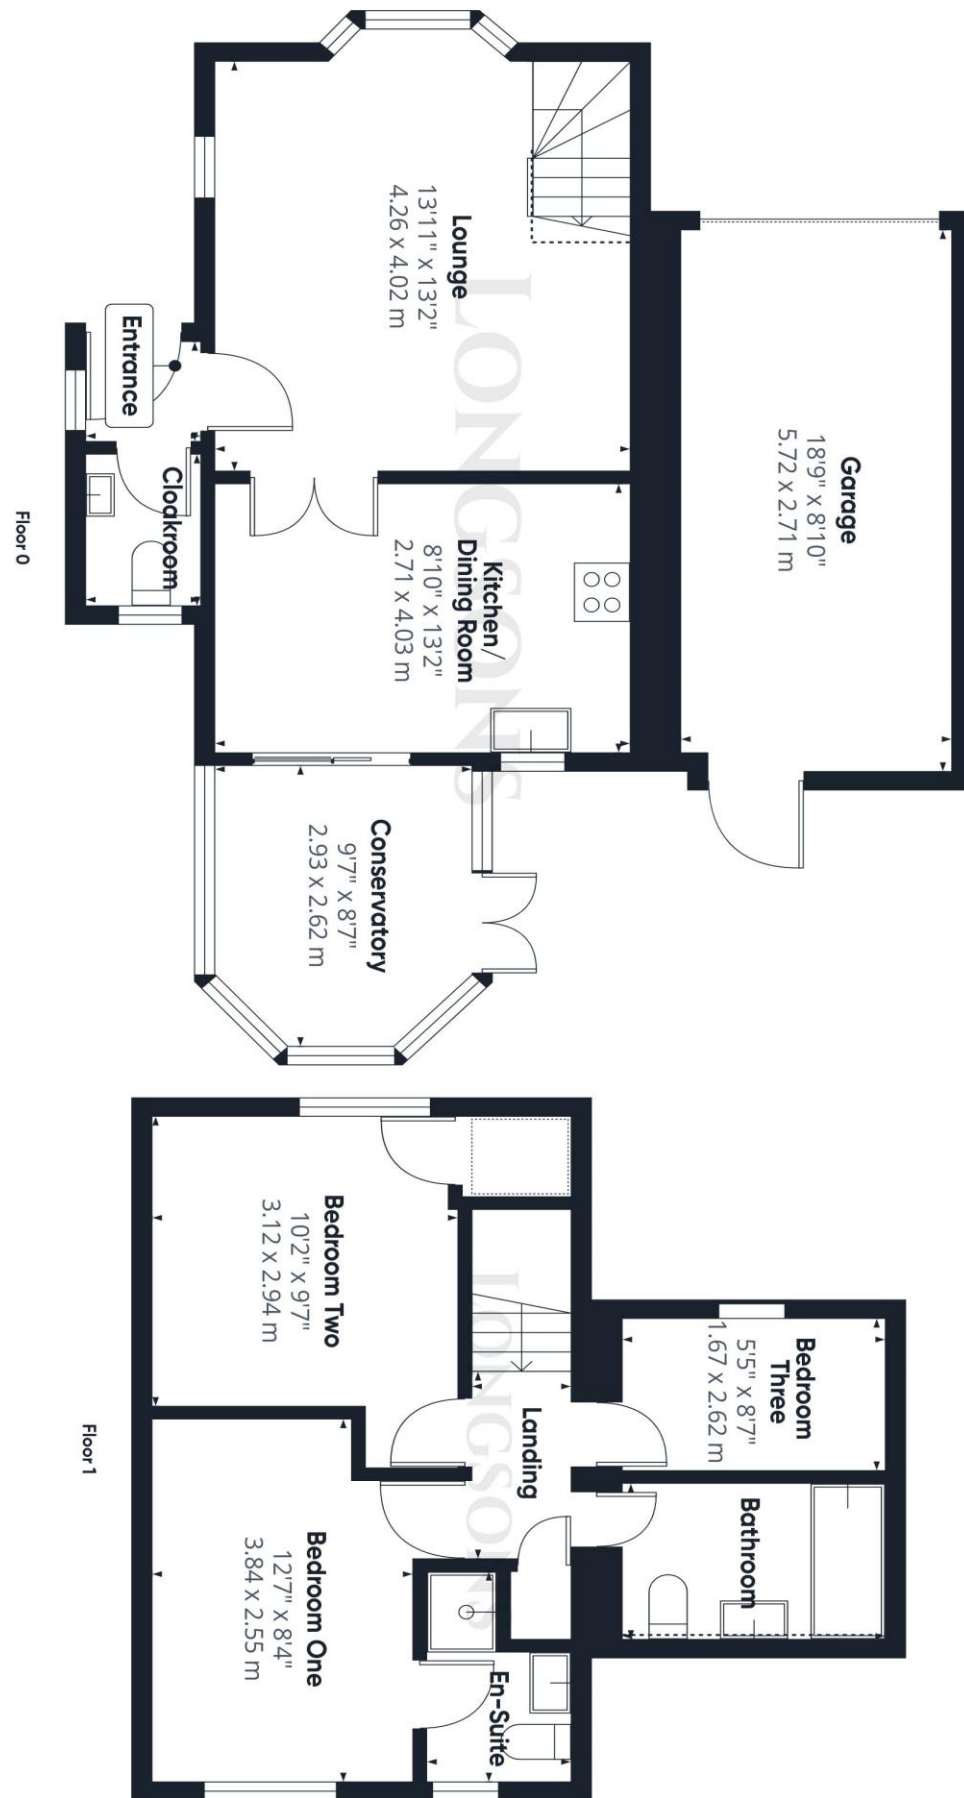 Garage
18'9" x 8'10"
5.72 x 2.71 m
Lounge
13'11" x 13'2"
4.26 x 4.02 m
Kitchen/
Dining Room
8'10" x 13'2"
2.71 x 4.03 m
Conservatory
9'7" x 8'7"
2.93 x 2.62 m
Entrance
Cloakroom
LONGSONS
Floor 0
Bedroom
Three
5'5" x 8'7"
1.67 x 2.62 m
Bathroom
Landing
Bedroom Two
10'2" x 9'7"
3.12 x 2.94 m
Bedroom One
12'7" x 8'4"
3.84 x 2.55 m
En-Suite
LONGSONS
Floor 1